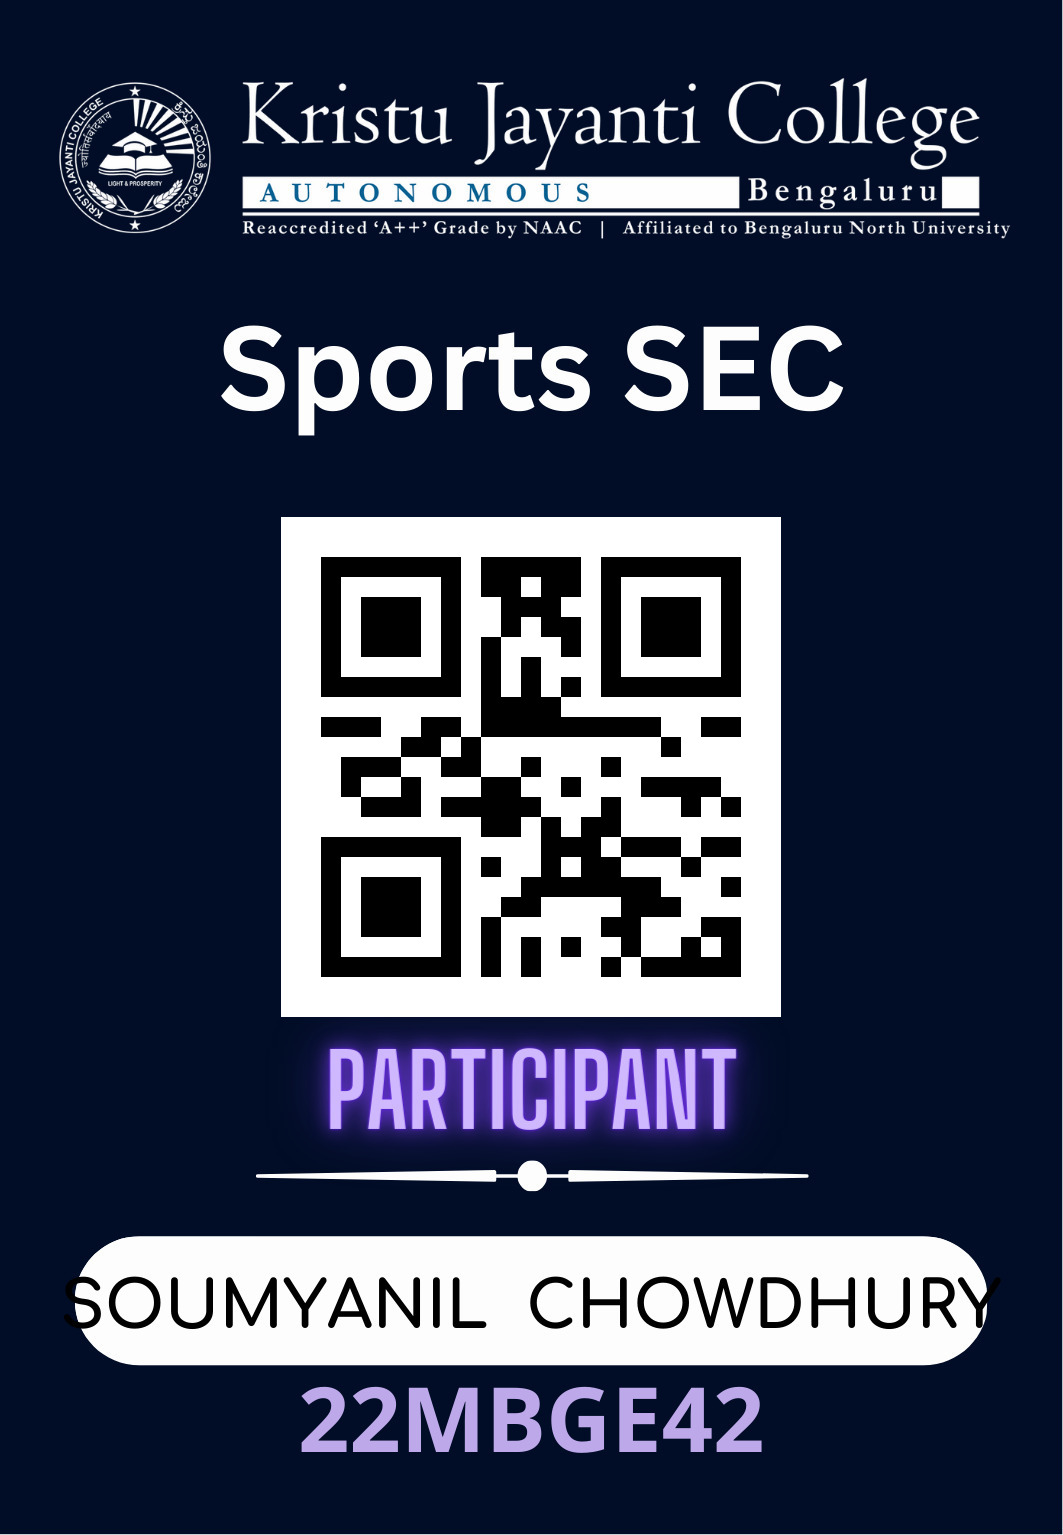 KRISTU JAYANTI COLLEGE
ಕ್ರಿಸ್ತು ಜಯಂತಿ ಕಾಲೇಜು
LIGHT & PROSPERITY
Kristu Jayanti College
AUTONOMOUS Bengaluru
Reaccredited ‘A++’ Grade by NAAC | Affiliated to Bengaluru North University
Sports SEC
PARTICIPANT
SOUMYANIL CHOWDHURY
22MBGE42